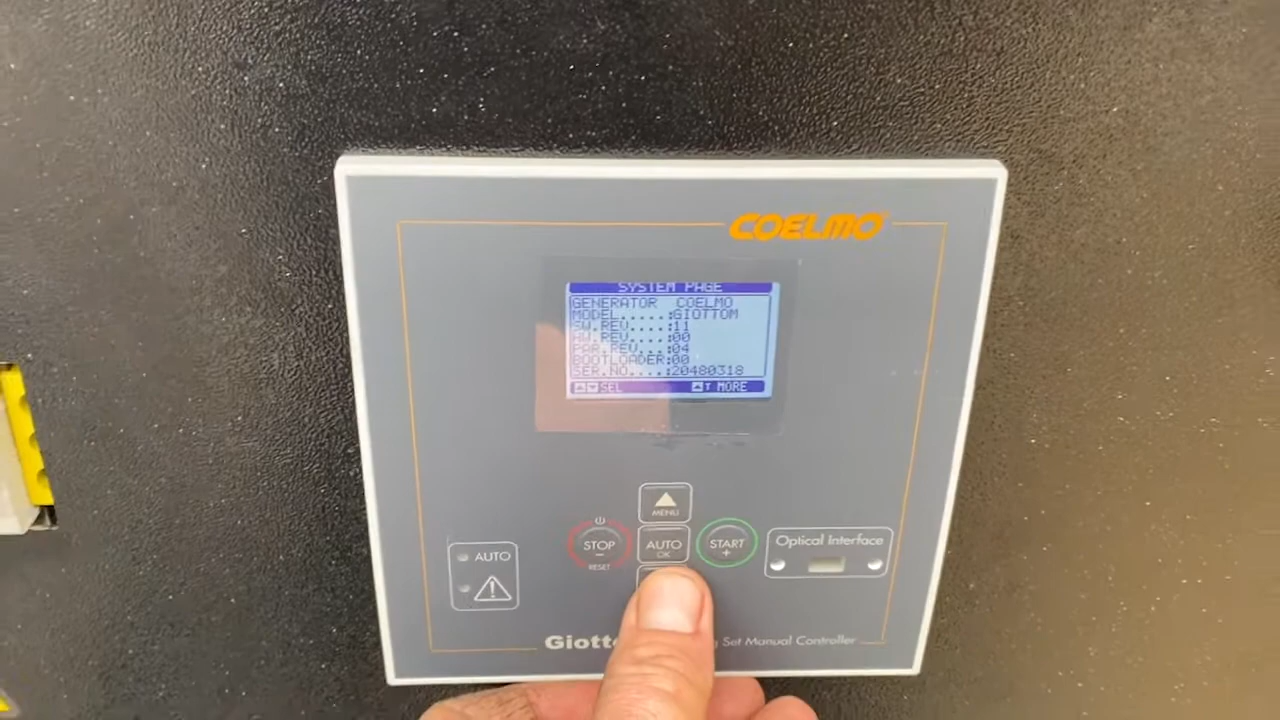 COELMO
SYSTEM PAGE
GENERATOR COELMO
MODEL.....:GIOTTOM
SW.REV....:11
HW.REV....:00
PAR.REV...:04
BOOTLOADER:00
SER.NO....:20480318
SEL MORE
MENU
STOP
-
RESET
AUTO
OK
START
+
Optical Interface
AUTO
Set Manual Controller